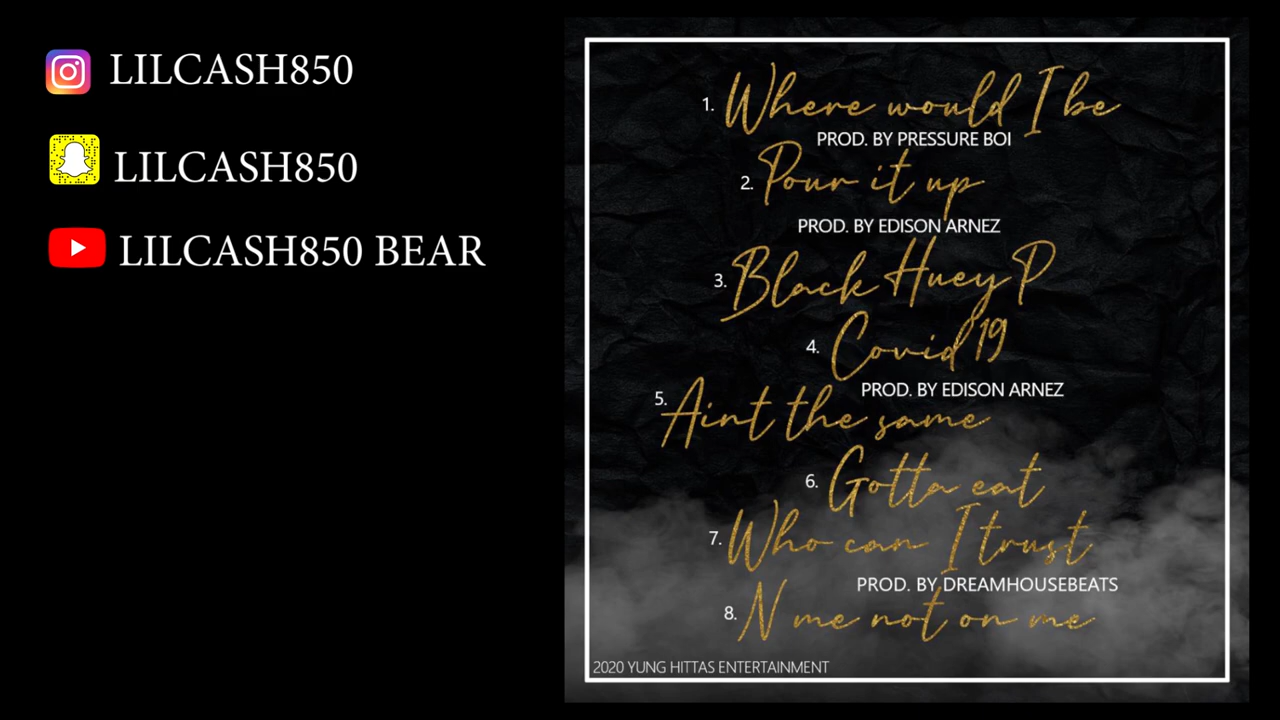 LILCASH850
LILCASH850
LILCASH850 BEAR
1. Where would I be
PROD. BY PRESSURE BOI
2. Pour it up
PROD. BY EDISON ARNEZ
3. Black Huey P
4. Covid 19
PROD. BY EDISON ARNEZ
5. Aint the same
6. Gotta eat
7. Who can I trust
PROD. BY DREAMHOUSEBEATS
8. N me not on me
2020 YUNG HITTAS ENTERTAINMENT